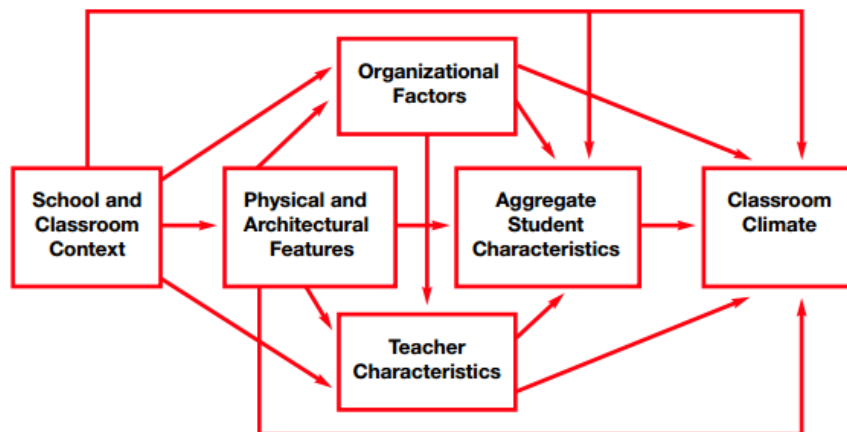 Organizational
Factors
School and
Classroom
Context
Physical and
Architectural
Features
Aggregate
Student
Characteristics
Classroom
Climate
Teacher
Characteristics